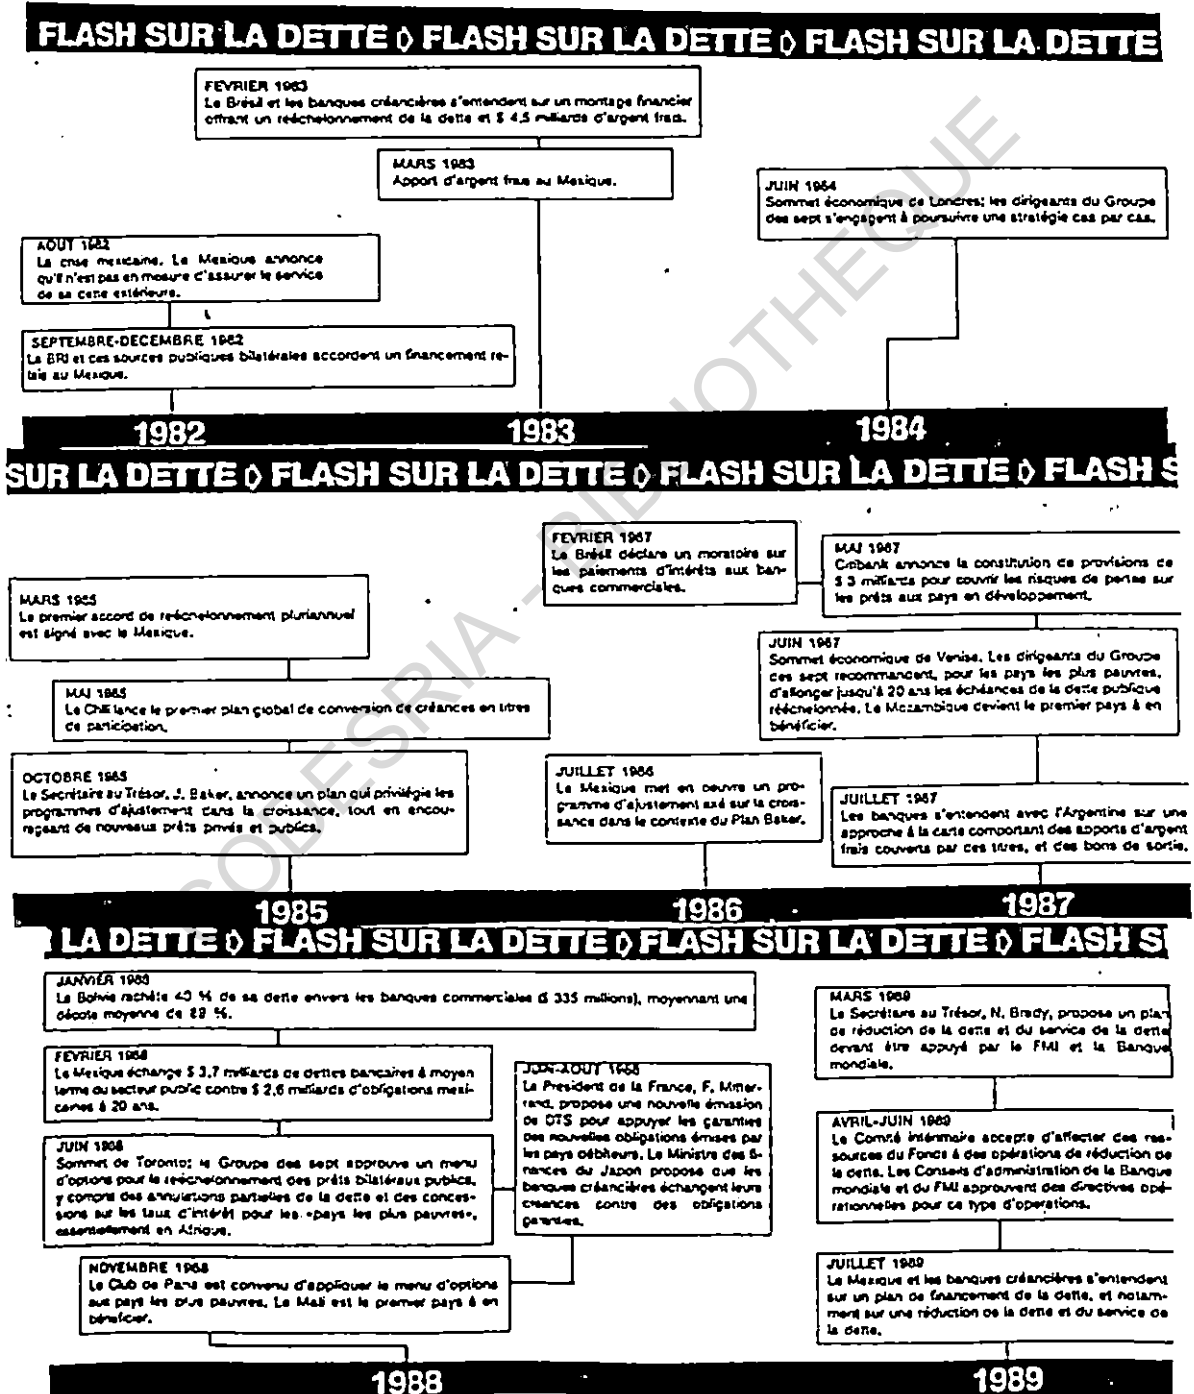 FLASH SUR LA DETTE ◊ FLASH SUR LA DETTE ◊ FLASH SUR LA DETTE
FEVRIER 1983
Le Brésil et les banques créancières s'entendent sur un montage financier
offrant un rééchelonnement de la dette et $ 4,5 milliards d'argent frais.
MARS 1983
Apport d'argent frais au Mexique.
JUIN 1984
Sommet économique de Londres; les dirigeants du Groupe
des sept s'engagent à poursuivre une stratégie cas par cas.
AOUT 1982
La crise mexicaine. Le Mexique annonce
qu'il n'est pas en mesure d'assurer le service
de sa dette extérieure.
SEPTEMBRE-DECEMBRE 1982
La BRI et des sources publiques bilatérales accordent un financement re-
lais au Mexique.
1982 1983 1984
SUR LA DETTE ◊ FLASH SUR LA DETTE ◊ FLASH SUR LA DETTE ◊ FLASH S
FEVRIER 1987
Le Brésil déclare un moratoire sur
les paiements d'intérêts aux ban-
ques commerciales.
MAI 1987
Citibank annonce la constitution de provisions de
$ 3 milliards pour couvrir les risques de pertes sur
les prêts aux pays en développement.
MARS 1985
Le premier accord de rééchelonnement pluriannuel
est signé avec le Mexique.
JUIN 1987
Sommet économique de Venise. Les dirigeants du Groupe
des sept recommandent, pour les pays les plus pauvres,
d'allonger jusqu'à 20 ans les échéances de la dette publique
rééchelonnée. Le Mozambique devient le premier pays à en
bénéficier.
MAI 1985
Le Chili lance le premier plan global de conversion de créances en titres
de participation.
OCTOBRE 1985
Le Secrétaire au Trésor, J. Baker, annonce un plan qui privilégie les
programmes d'ajustement dans la croissance, tout en encou-
rageant de nouveaux prêts privés et publics.
JUILLET 1986
Le Mexique met en oeuvre un pro-
gramme d'ajustement axé sur la crois-
sance dans le contexte du Plan Baker.
JUILLET 1987
Les banques s'entendent avec l'Argentine sur une
approche à la carte comportant des apports d'argent
frais couverts par des titres, et des bons de sortie.
1985 1986 1987
LA DETTE ◊ FLASH SUR LA DETTE ◊ FLASH SUR LA DETTE ◊ FLASH S
JANVIER 1988
La Bolivie rachète 40 % de sa dette envers les banques commerciales ($ 335 millions), moyennant une
décote moyenne de 89 %.
MARS 1989
Le Secrétaire au Trésor, N. Brady, propose un plan
de réduction de la dette et du service de la dette
devant être appuyé par le FMI et la Banque
mondiale.
FEVRIER 1988
Le Mexique échange $ 3,7 milliards de dettes bancaires à moyen
terme du secteur public contre $ 2,6 milliards d'obligations mexi-
caines à 20 ans.
JUIN-AOUT 1988
Le President de la France, F. Mitter-
rand, propose une nouvelle émission
de DTS pour appuyer les garanties
des nouvelles obligations émises par
les pays débiteurs. Le Ministre des fi-
nances du Japon propose que les
banques créancières échangent leurs
créances contre des obligations
garanties.
JUIN 1988
Sommet de Toronto; le Groupe des sept approuve un menu
d'options pour le rééchelonnement des prêts bilatéraux publics,
y compris des annulations partielles de la dette et des conces-
sions sur les taux d'intérêt pour les «pays les plus pauvres»,
essentiellement en Afrique.
AVRIL-JUIN 1989
Le Comité intérimaire accepte d'affecter des res-
sources du Fonds à des opérations de réduction de
la dette. Les Conseils d'administration de la Banque
mondiale et du FMI approuvent des directives opé-
rationnelles pour ce type d'operations.
NOVEMBRE 1988
Le Club de Paris est convenu d'appliquer le menu d'options
aux pays les plus pauvres. Le Mali est le premier pays à en
bénéficier.
JUILLET 1989
Le Mexique et les banques créancières s'entendent
sur un plan de financement de la dette, et notam-
ment sur une réduction de la dette et du service de
la dette.
1988 1989
CODESRIA - BIBLIOTHEQUE